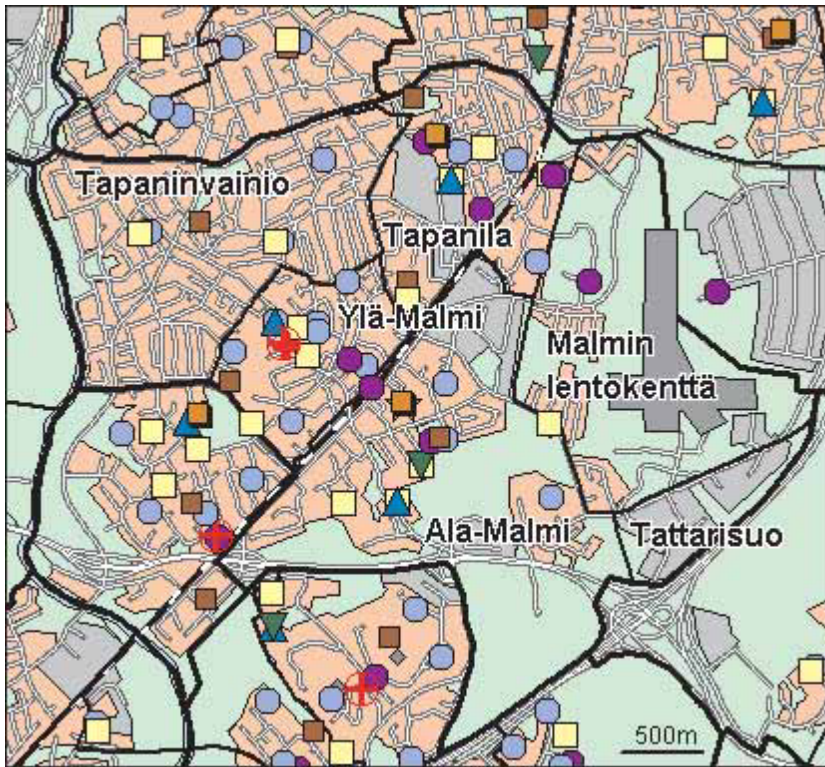 Tapaninvainio
Tapanila
Ylä-Malmi
Malmin
lentokenttä
Ala-Malmi
Tattarisuo
500m